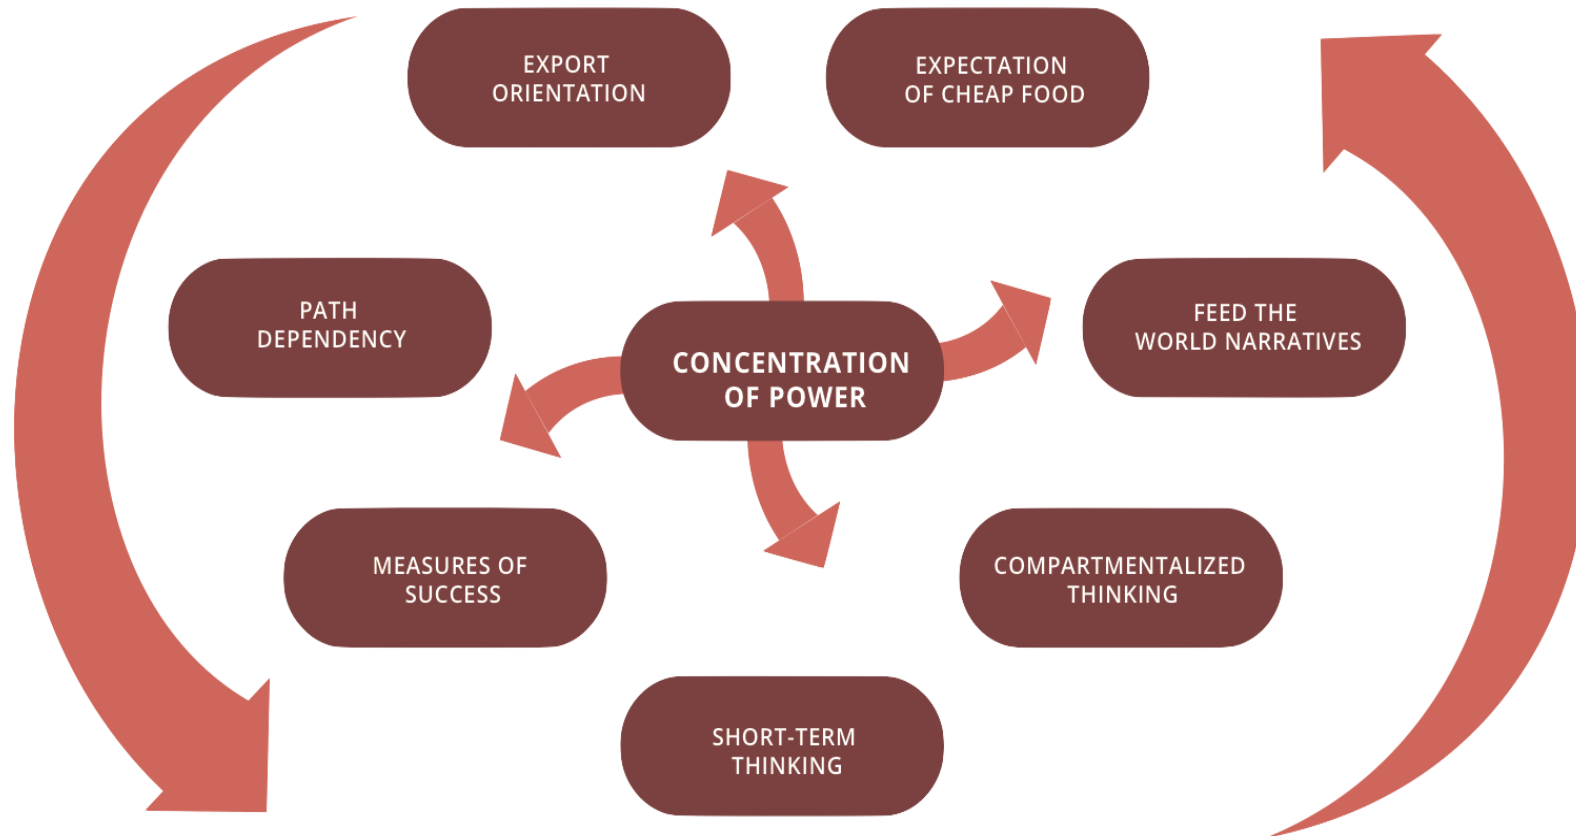 EXPORT
ORIENTATION
EXPECTATION
OF CHEAP FOOD
PATH
DEPENDENCY
FEED THE
WORLD NARRATIVES
CONCENTRATION
OF POWER
MEASURES OF
SUCCESS
COMPARTMENTALIZED
THINKING
SHORT-TERM
THINKING